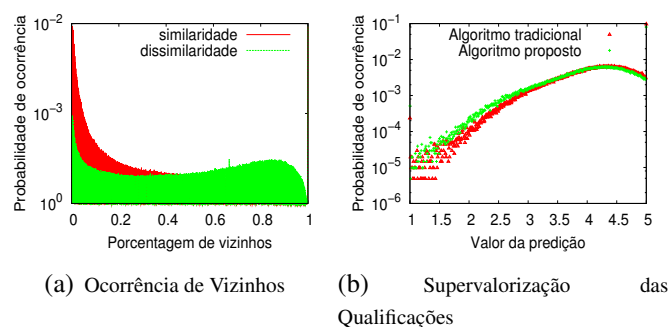 10^-2
10^-3
10^0
Probabilidade de ocorrência
similaridade
dissimilaridade
0 0.2 0.4 0.6 0.8 1
Porcentagem de vizinhos
(a) Ocorrência de Vizinhos
10^-1
10^-2
10^-3
10^-4
10^-5
10^-6
Probabilidade de ocorrência
Algoritmo tradicional
Algoritmo proposto
1 1.5 2 2.5 3 3.5 4 4.5 5
Valor da predição
(b) Supervalorização das
Qualificações